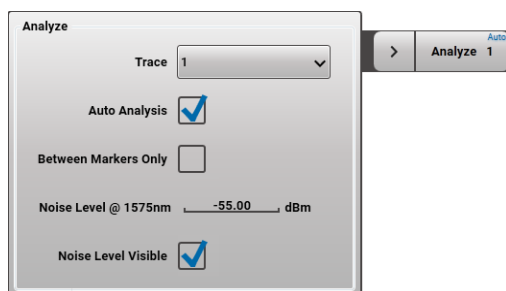 Analyze
Trace 1
Auto Analysis
Between Markers Only
Noise Level @ 1575nm -55.00 dBm
Noise Level Visible
Auto
> Analyze 1